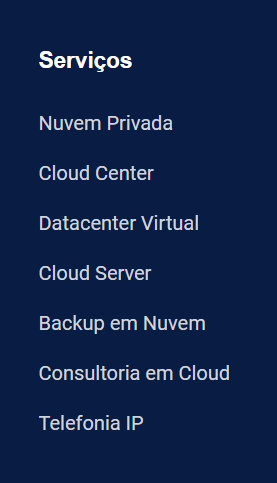 Serviços
Nuvem Privada
Cloud Center
Datacenter Virtual
Cloud Server
Backup em Nuvem
Consultoria em Cloud
Telefonia IP